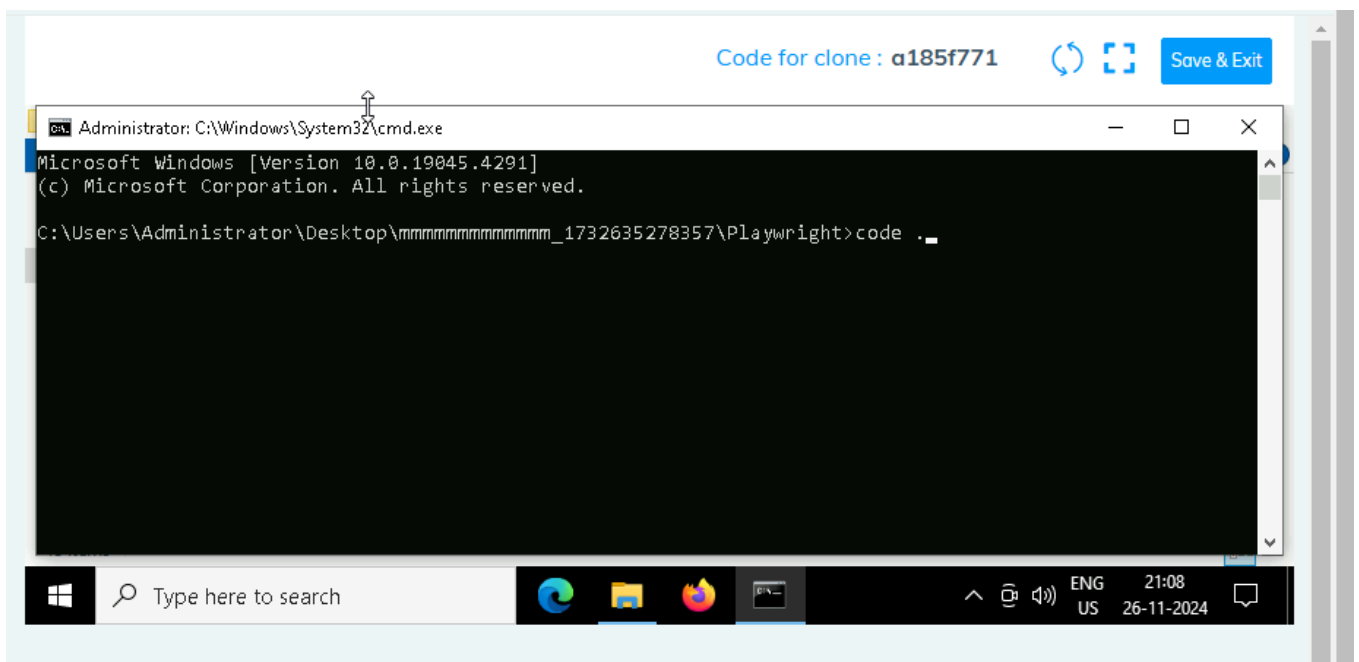 Code for clone : a185f771
Save & Exit
Administrator: C:\Windows\System32\cmd.exe
Microsoft Windows [Version 10.0.19045.4291]
(c) Microsoft Corporation. All rights reserved.
C:\Users\Administrator\Desktop\mmmmmmmmmmmmm_1732635278357\Playwright>code .
Type here to search
ENG
US
21:08
26-11-2024